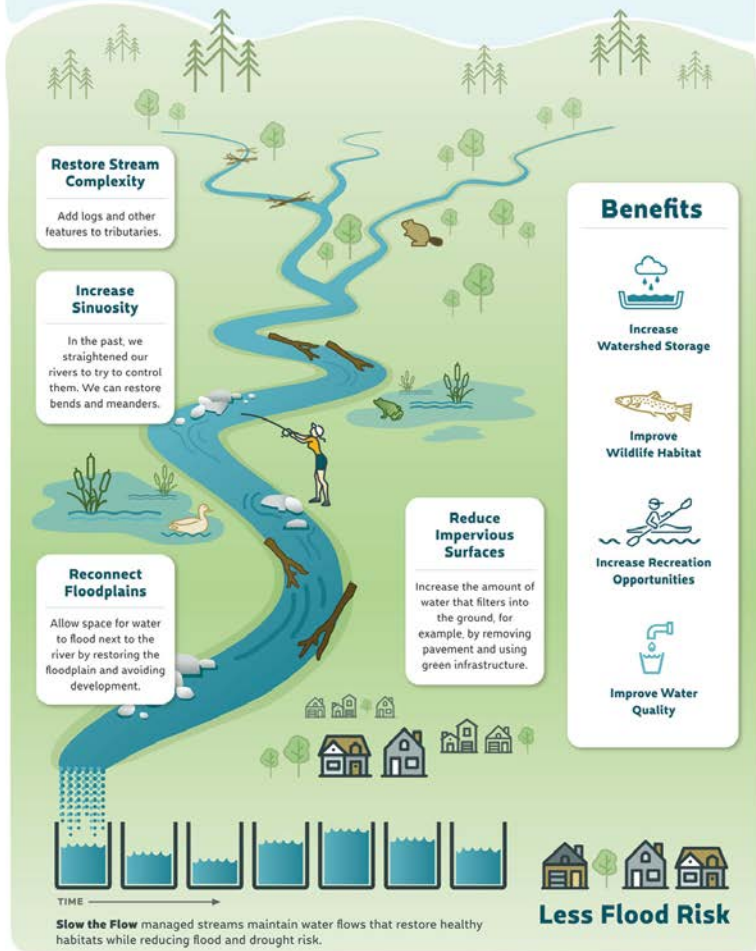 Restore Stream
Complexity
Add logs and other
features to tributaries.
Increase
Sinuosity
In the past, we
straightened our
rivers to try to control
them. We can restore
bends and meanders.
Reconnect
Floodplains
Allow space for water
to flood next to the
river by restoring the
floodplain and avoiding
development.
Reduce
Impervious
Surfaces
Increase the amount of
water that filters into
the ground, for
example, by removing
pavement and using
green infrastructure.
Benefits
Increase
Watershed Storage
Improve
Wildlife Habitat
Increase Recreation
Opportunities
Improve Water
Quality
TIME
Slow the Flow managed streams maintain water flows that restore healthy
habitats while reducing flood and drought risk.
Less Flood Risk